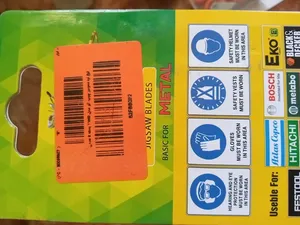 JIGSAW BLADES
BASIC FOR METAL
SAFETY HELMET
MUST BE WORN
IN THIS AREA
SAFETY VESTS
MUST BE WORN
IN THIS AREA
GLOVES
MUST BE WORN
IN THIS AREA
HEARING AND EYE
PROTECTION
MUST BE WORN
IN THIS AREA
Useble For:
EKO
BLACK&
DECKER
BOSCH
metabo
Atlas Copco
HITACHI
FESTOOL